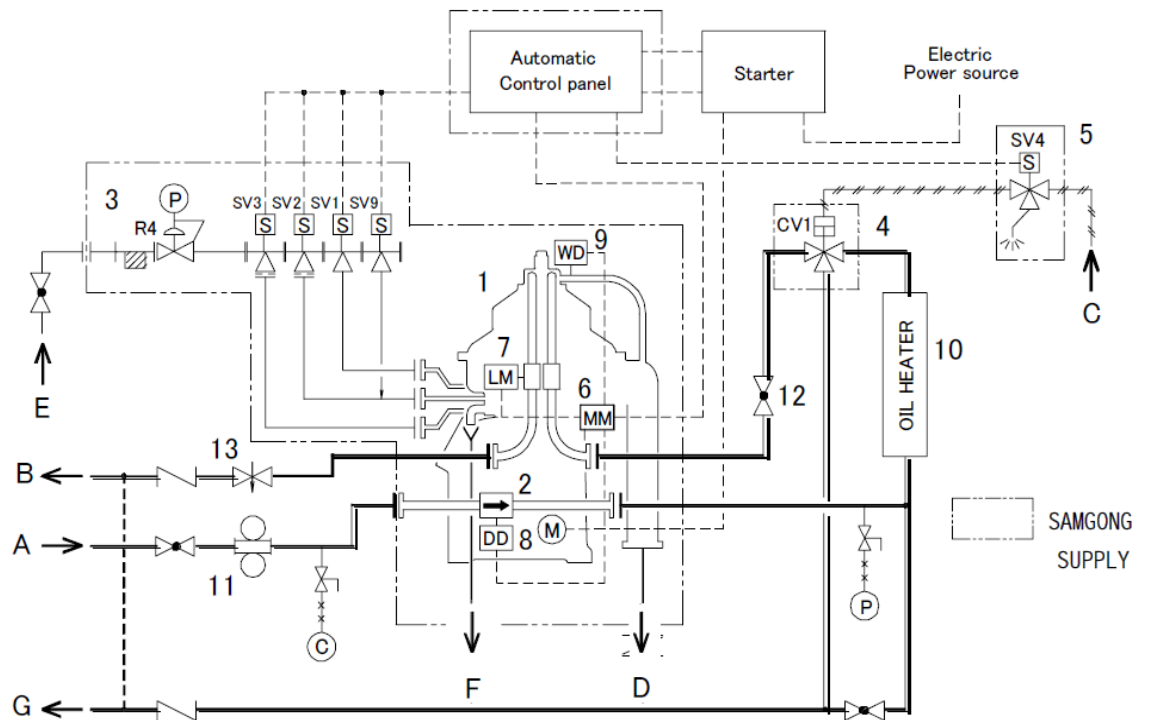 Automatic
Control panel
Starter
Electric
Power source
SV4
5
S
3
P
R4
SV3
SV2
SV1
SV9
S
S
S
S
CV1
4
WD
9
1
C
7
LM
6
MM
12
OIL HEATER
10
E
13
B
2
A
DD
8
M
11
SAMGONG
SUPPLY
P
C
F
D
G